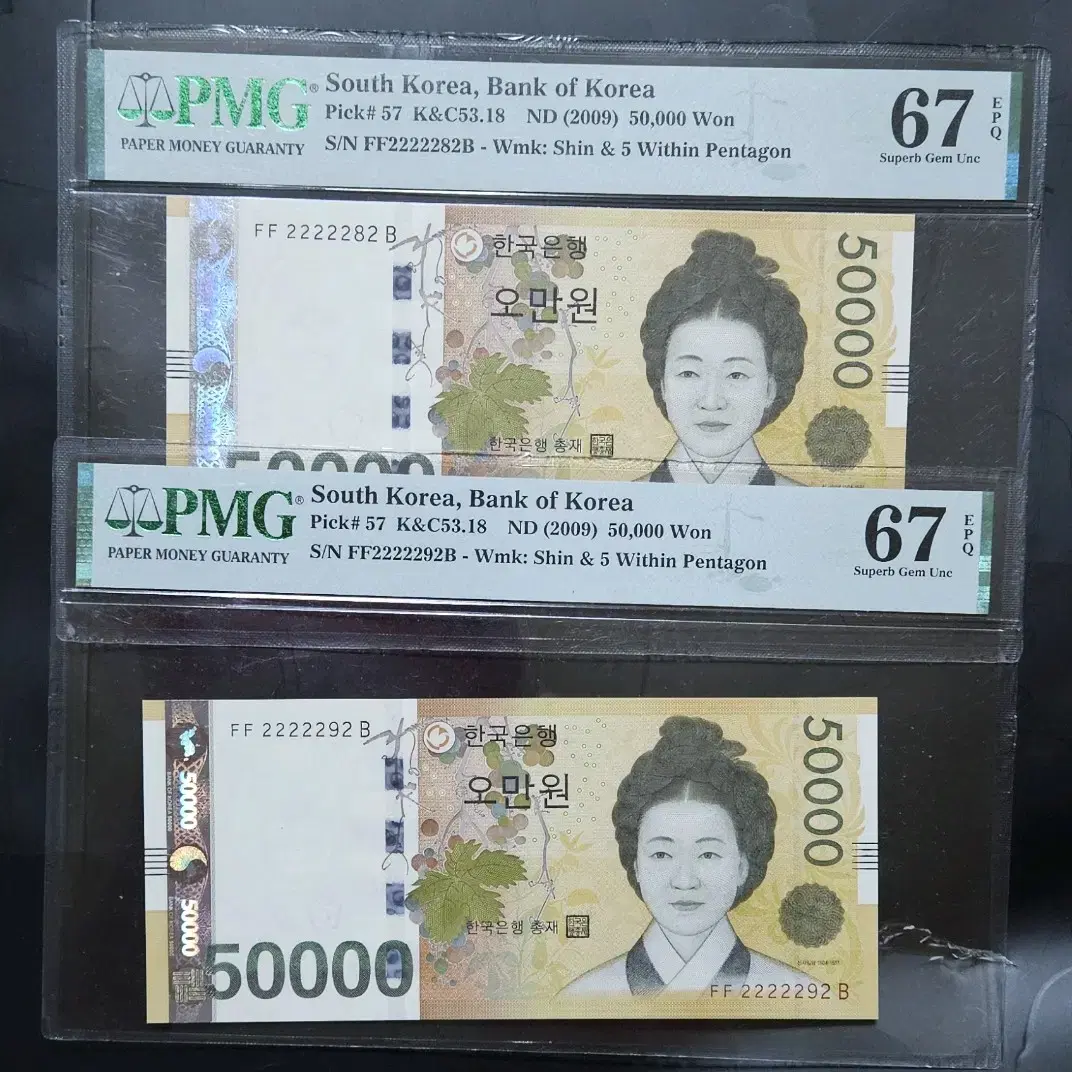 PMG®
PAPER MONEY GUARANTY
South Korea, Bank of Korea
Pick# 57 K&C53.18 ND (2009) 50,000 Won
S/N FF2222282B - Wmk: Shin & 5 Within Pentagon
67
EPQ
Superb Gem Unc
FF 2222282 B
한국은행
오만원
50000
한국은행 총재
50000
PMG®
PAPER MONEY GUARANTY
South Korea, Bank of Korea
Pick# 57 K&C53.18 ND (2009) 50,000 Won
S/N FF2222292B - Wmk: Shin & 5 Within Pentagon
67
EPQ
Superb Gem Unc
FF 2222292 B
한국은행
오만원
50000
50000
BANK OF KOREA 50000
50000
한국은행 총재
50000
FF 2222292 B